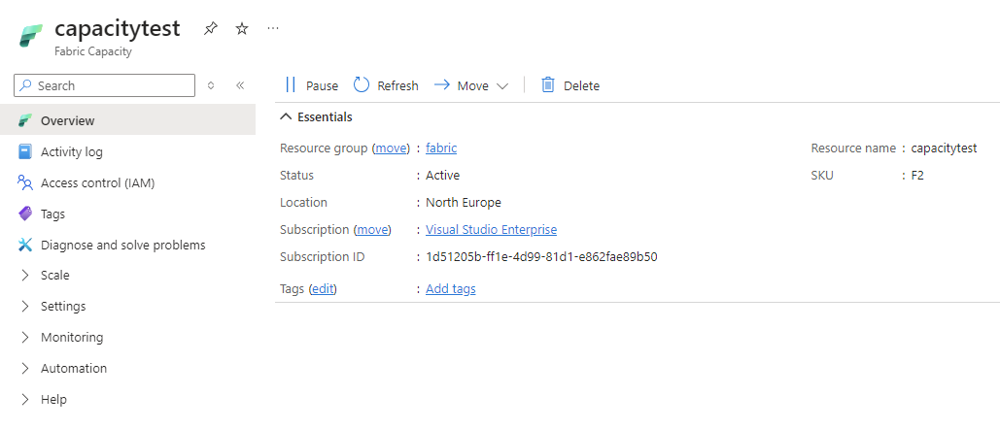 capacitytest
Fabric Capacity
Search
Overview
Activity log
Access control (IAM)
Tags
Diagnose and solve problems
Scale
Settings
Monitoring
Automation
Help
Pause Refresh Move Delete
Essentials
Resource group (move) : fabric
Status : Active
Location : North Europe
Subscription (move) : Visual Studio Enterprise
Subscription ID : 1d51205b-ff1e-4d99-81d1-e862fae89b50
Tags (edit) : Add tags
Resource name : capacitytest
SKU : F2